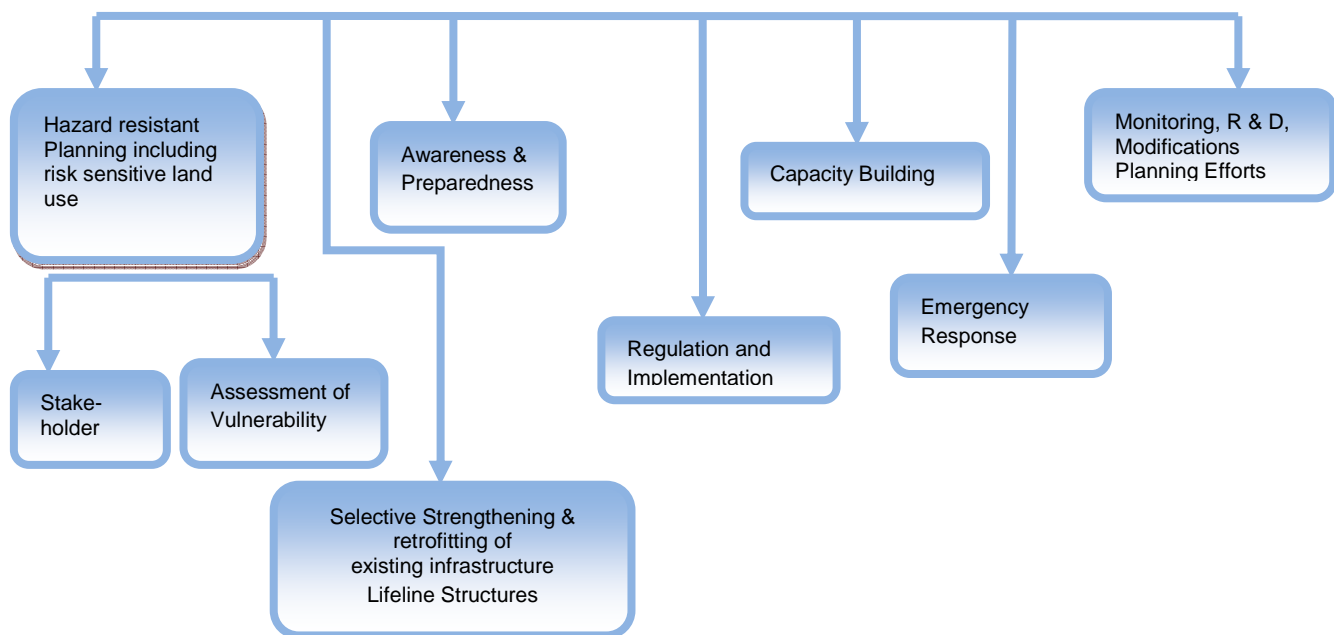 Hazard resistant
Planning including
risk sensitive land
use
Awareness &
Preparedness
Capacity Building
Monitoring, R & D,
Modifications
Planning Efforts
Stake-
holder
Assessment of
Vulnerability
Regulation and
Implementation
Emergency
Response
Selective Strengthening &
retrofitting of
existing infrastructure
Lifeline Structures